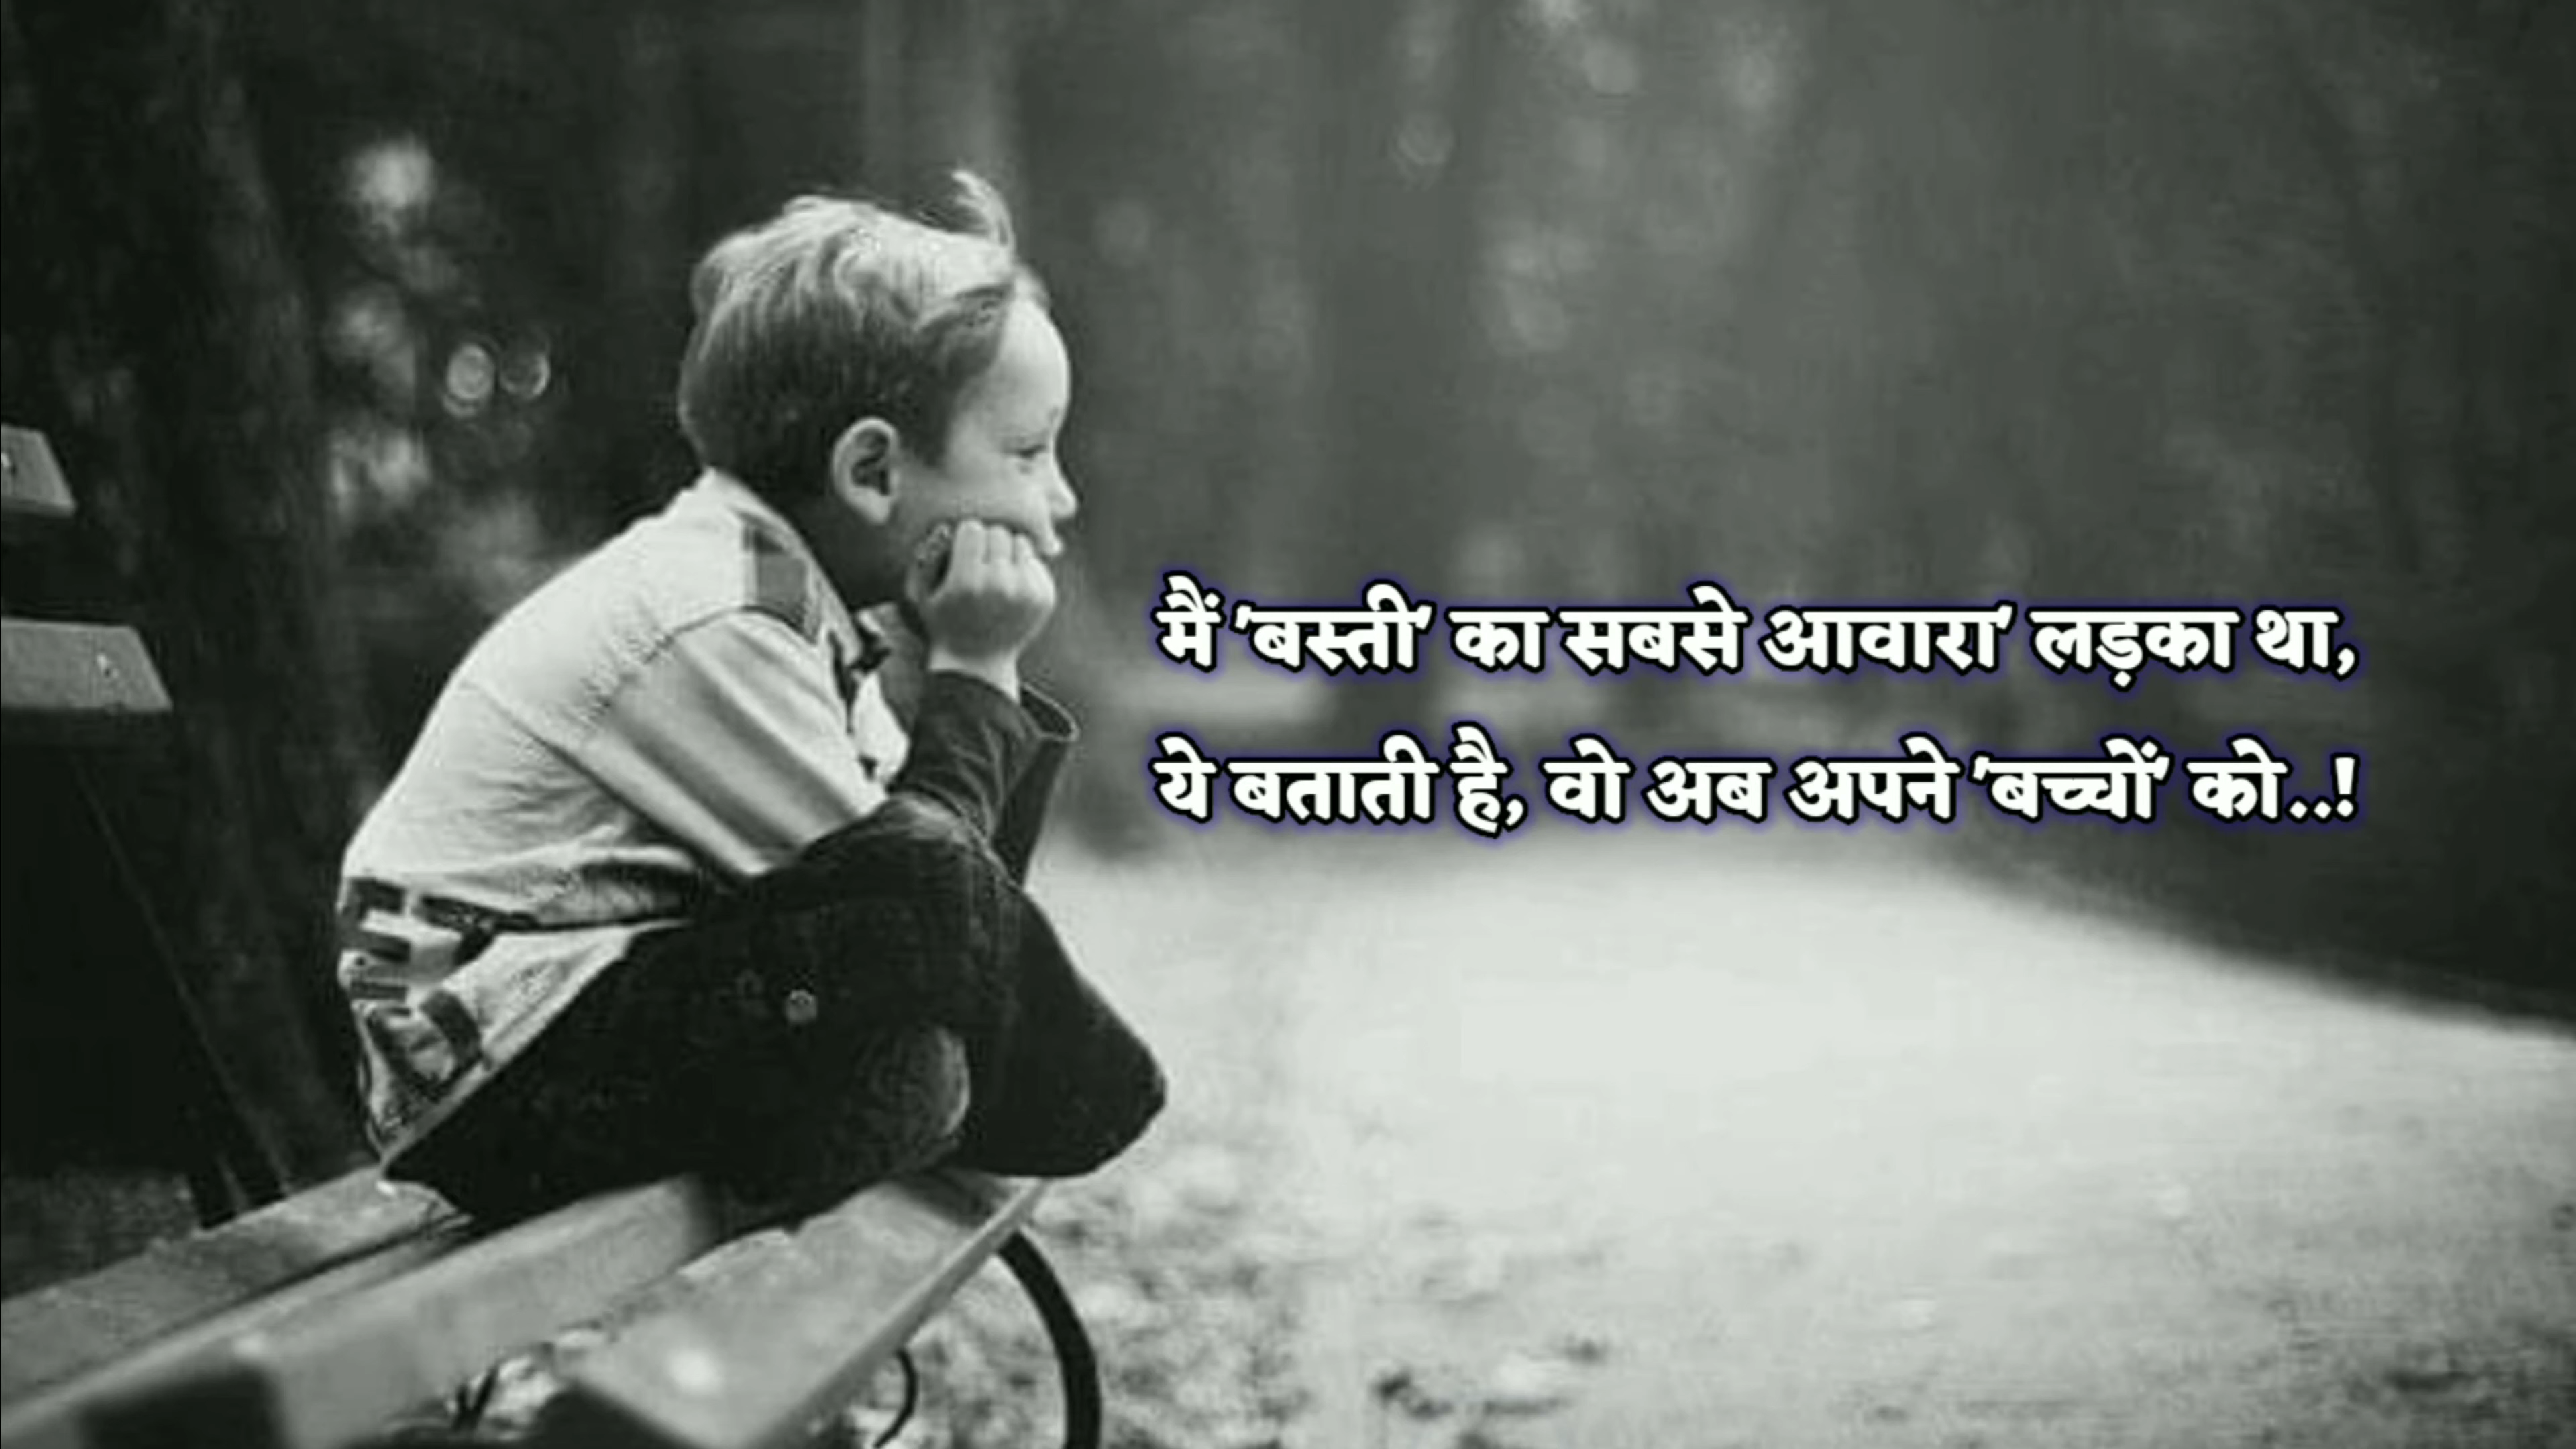 मैं 'बस्ती' का सबसे आवारा' लड़का था,
ये बताती है, वो अब अपने 'बच्चों' को..!